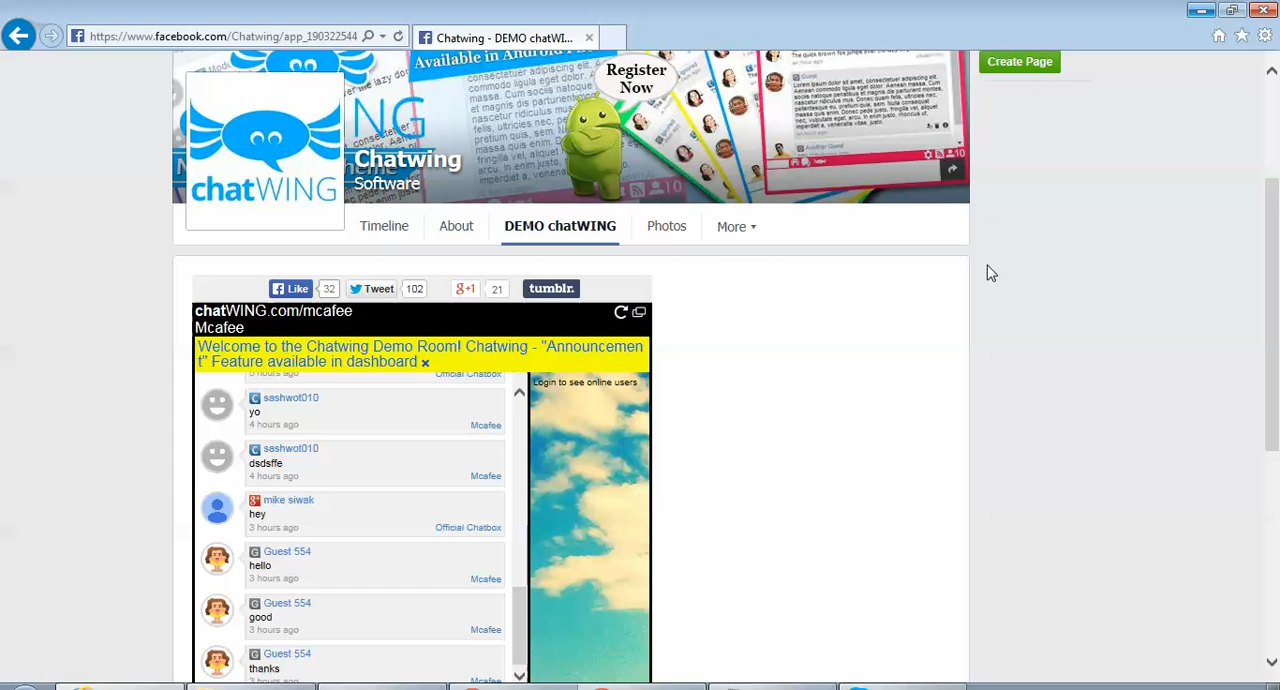 https://www.facebook.com/Chatwing/app_190322544
Chatwing - DEMO chatWI...
Available in Android
Register
Now
Create Page
NG
Chatwing
Software
chatWING
Timeline
About
DEMO chatWING
Photos
More
Like
32
Tweet
102
g+1
21
tumblr.
chatWING.com/mcafee
Mcafee
Welcome to the Chatwing Demo Room! Chatwing - "Announcemen
t" Feature available in dashboard
Login to see online users
Official Chatbox
sashwot010
yo
4 hours ago
Mcafee
sashwot010
dsdsffe
4 hours ago
Mcafee
mike siwak
hey
3 hours ago
Official Chatbox
Guest 554
hello
3 hours ago
Mcafee
Guest 554
good
3 hours ago
Mcafee
Guest 554
thanks
Mcafee